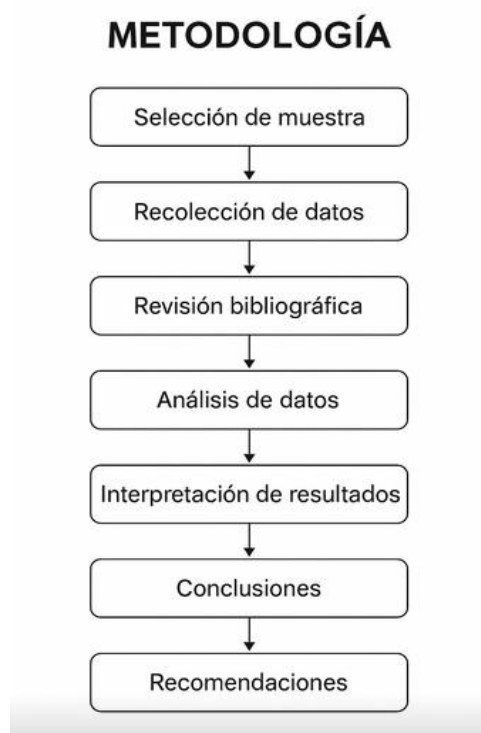 METODOLOGÍA
Selección de muestra
Recolección de datos
Revisión bibliográfica
Análisis de datos
Interpretación de resultados
Conclusiones
Recomendaciones